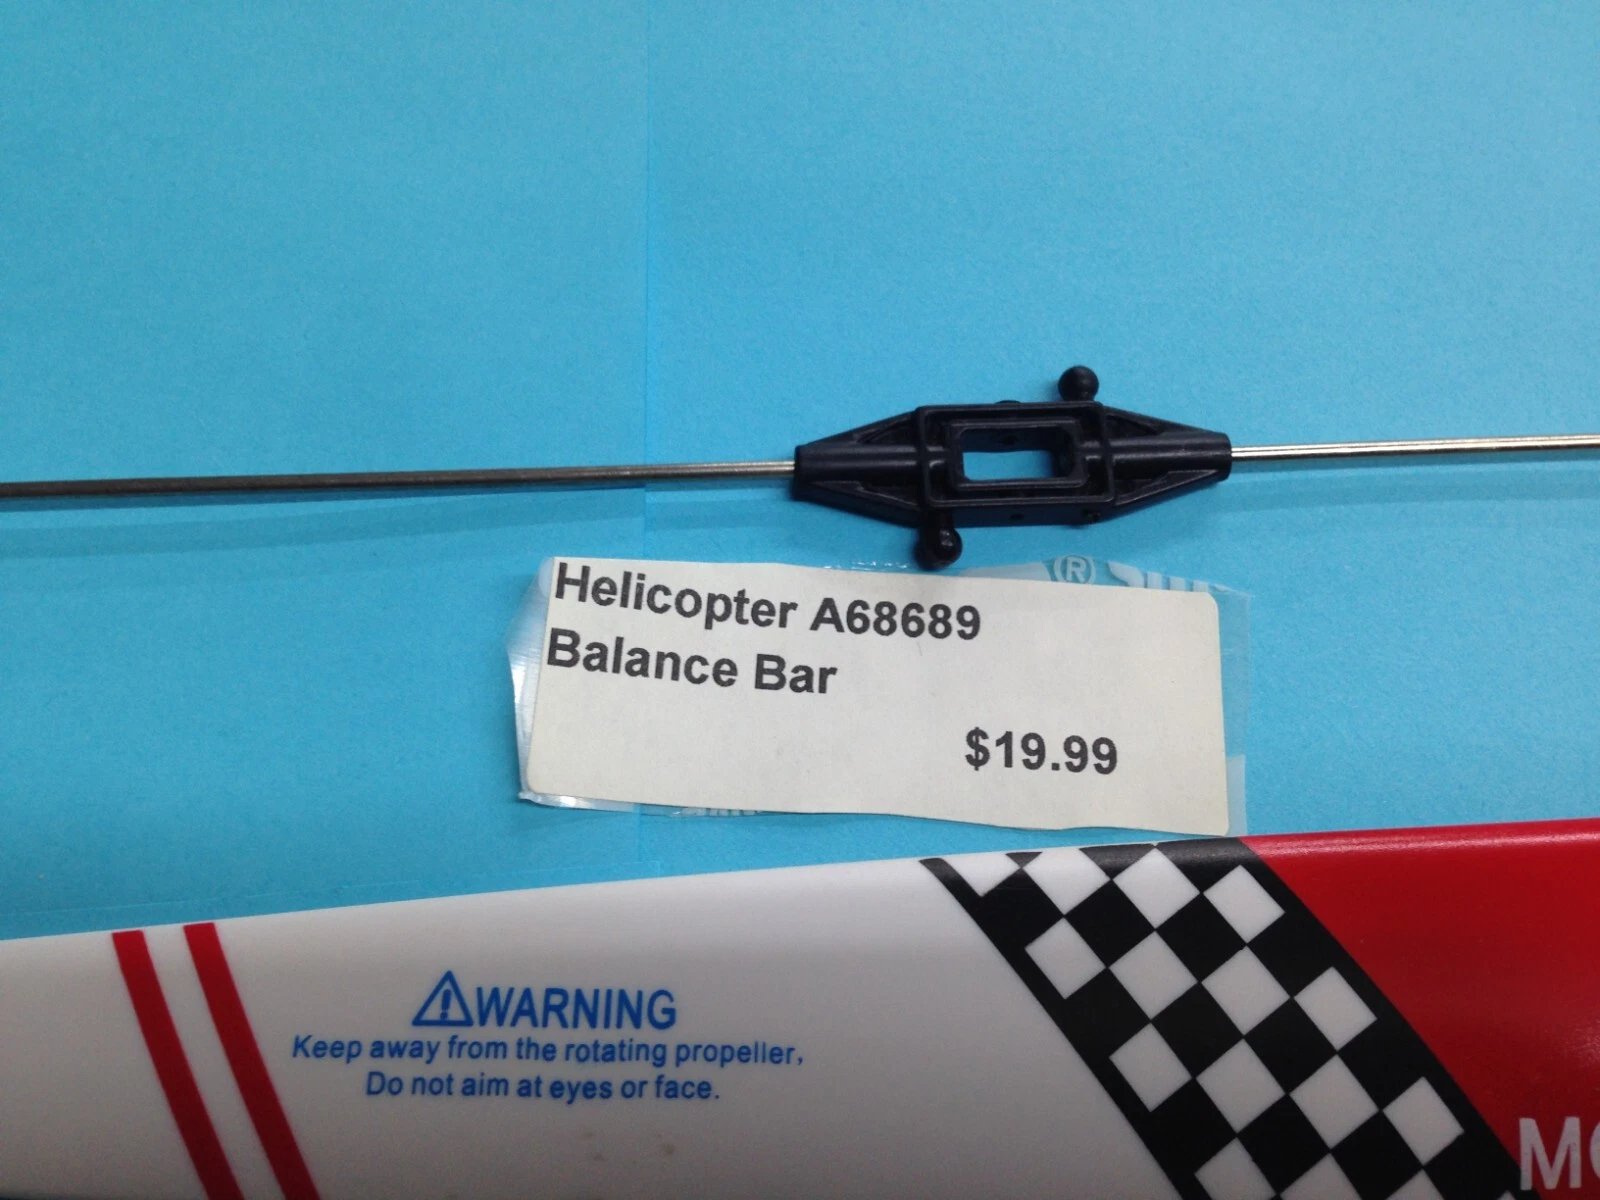 Helicopter A68689
Balance Bar
$19.99
WARNING
Keep away from the rotating propeller,
Do not aim at eyes or face.